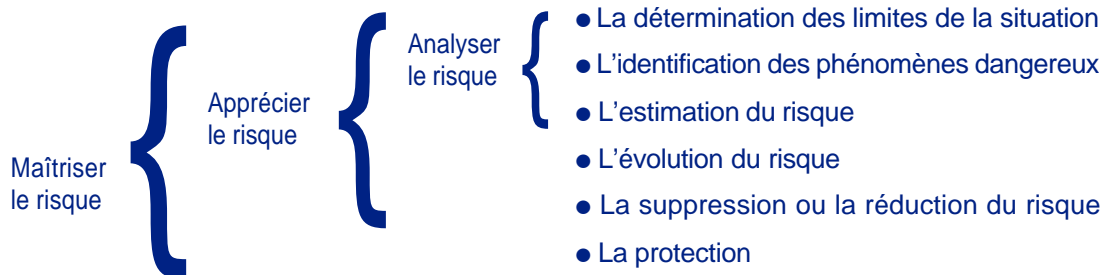 Maîtriser
le risque
Apprécier
le risque
Analyser
le risque
● La détermination des limites de la situation
● L'identification des phénomènes dangereux
● L'estimation du risque
● L'évolution du risque
● La suppression ou la réduction du risque
● La protection